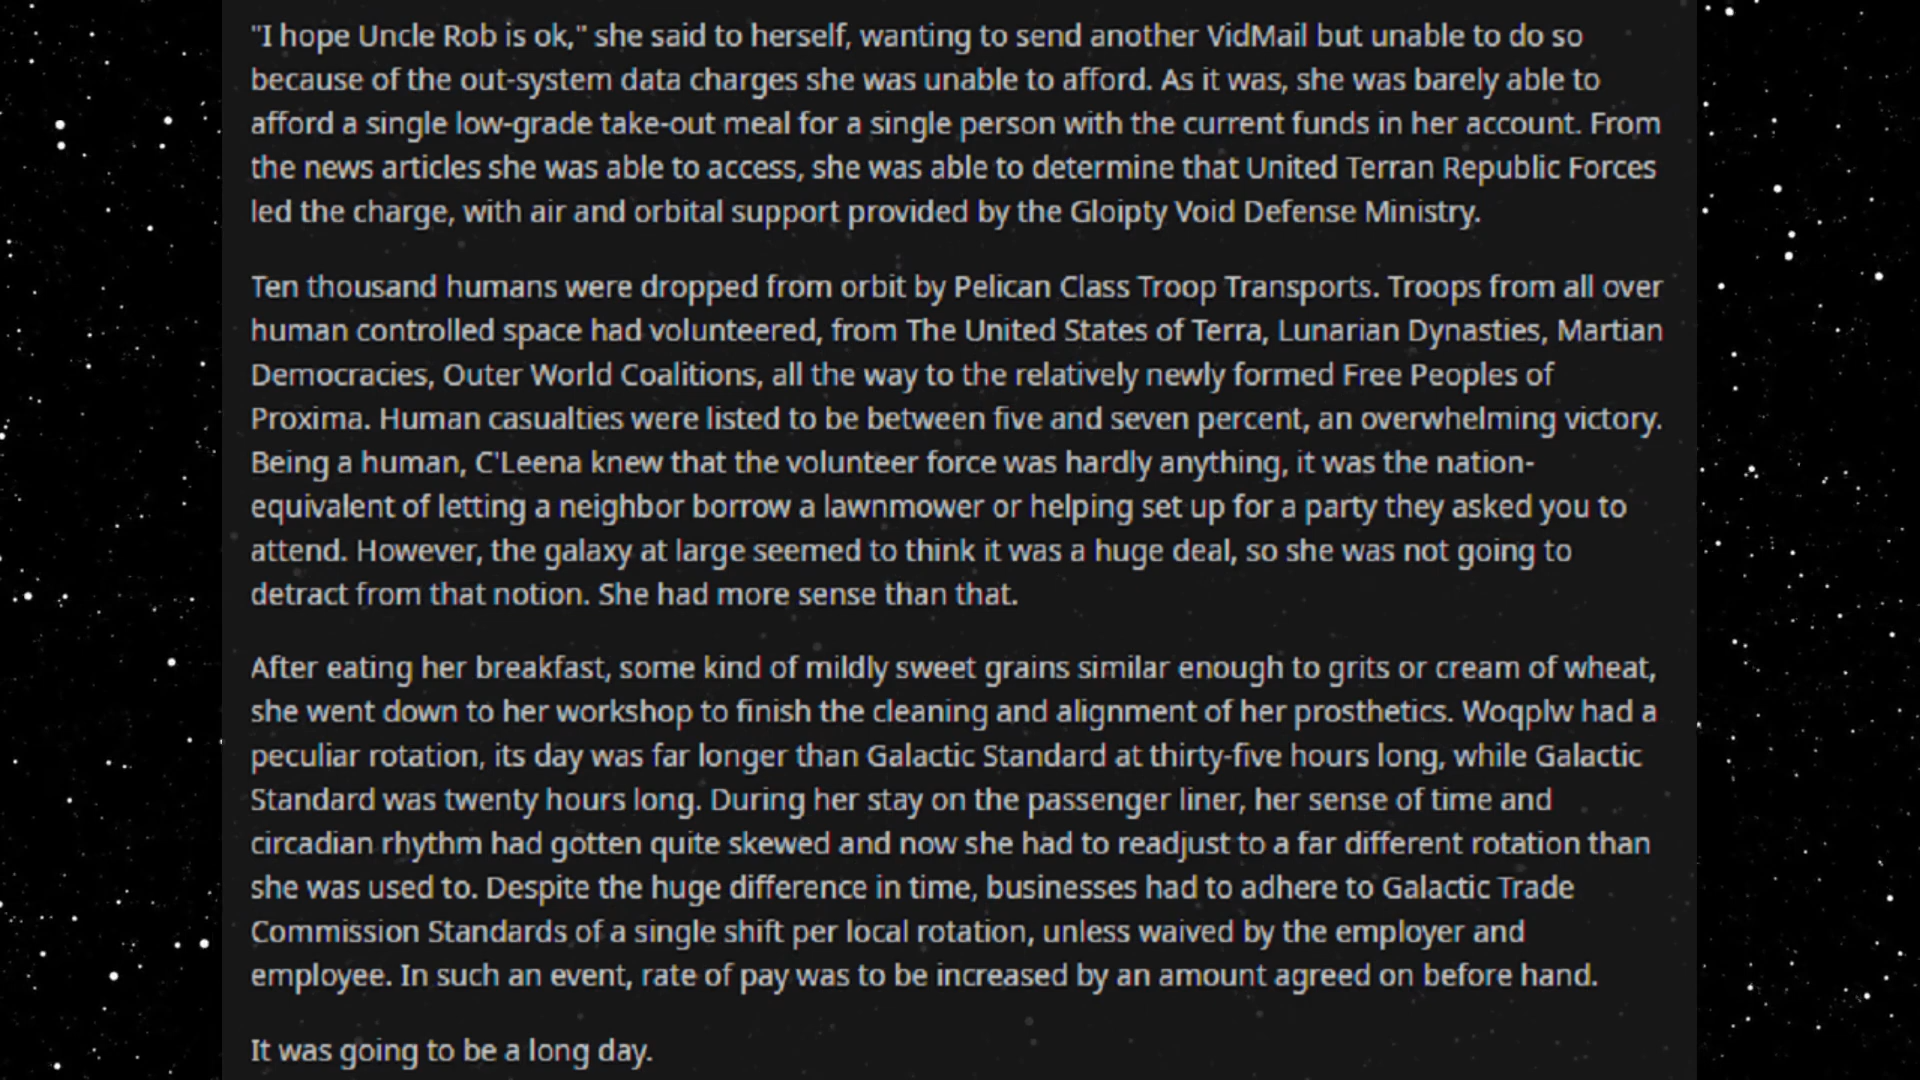 "I hope Uncle Rob is ok," she said to herself, wanting to send another VidMail but unable to do so
because of the out-system data charges she was unable to afford. As it was, she was barely able to
afford a single low-grade take-out meal for a single person with the current funds in her account. From
the news articles she was able to access, she was able to determine that United Terran Republic Forces
led the charge, with air and orbital support provided by the Gloipty Void Defense Ministry.
Ten thousand humans were dropped from orbit by Pelican Class Troop Transports. Troops from all over
human controlled space had volunteered, from The United States of Terra, Lunarian Dynasties, Martian
Democracies, Outer World Coalitions, all the way to the relatively newly formed Free Peoples of
Proxima. Human casualties were listed to be between five and seven percent, an overwhelming victory.
Being a human, C'Leena knew that the volunteer force was hardly anything, it was the nation-
equivalent of letting a neighbor borrow a lawnmower or helping set up for a party they asked you to
attend. However, the galaxy at large seemed to think it was a huge deal, so she was not going to
detract from that notion. She had more sense than that.
After eating her breakfast, some kind of mildly sweet grains similar enough to grits or cream of wheat,
she went down to her workshop to finish the cleaning and alignment of her prosthetics. Woqplw had a
peculiar rotation, its day was far longer than Galactic Standard at thirty-five hours long, while Galactic
Standard was twenty hours long. During her stay on the passenger liner, her sense of time and
circadian rhythm had gotten quite skewed and now she had to readjust to a far different rotation than
she was used to. Despite the huge difference in time, businesses had to adhere to Galactic Trade
Commission Standards of a single shift per local rotation, unless waived by the employer and
employee. In such an event, rate of pay was to be increased by an amount agreed on before hand.
It was going to be a long day.